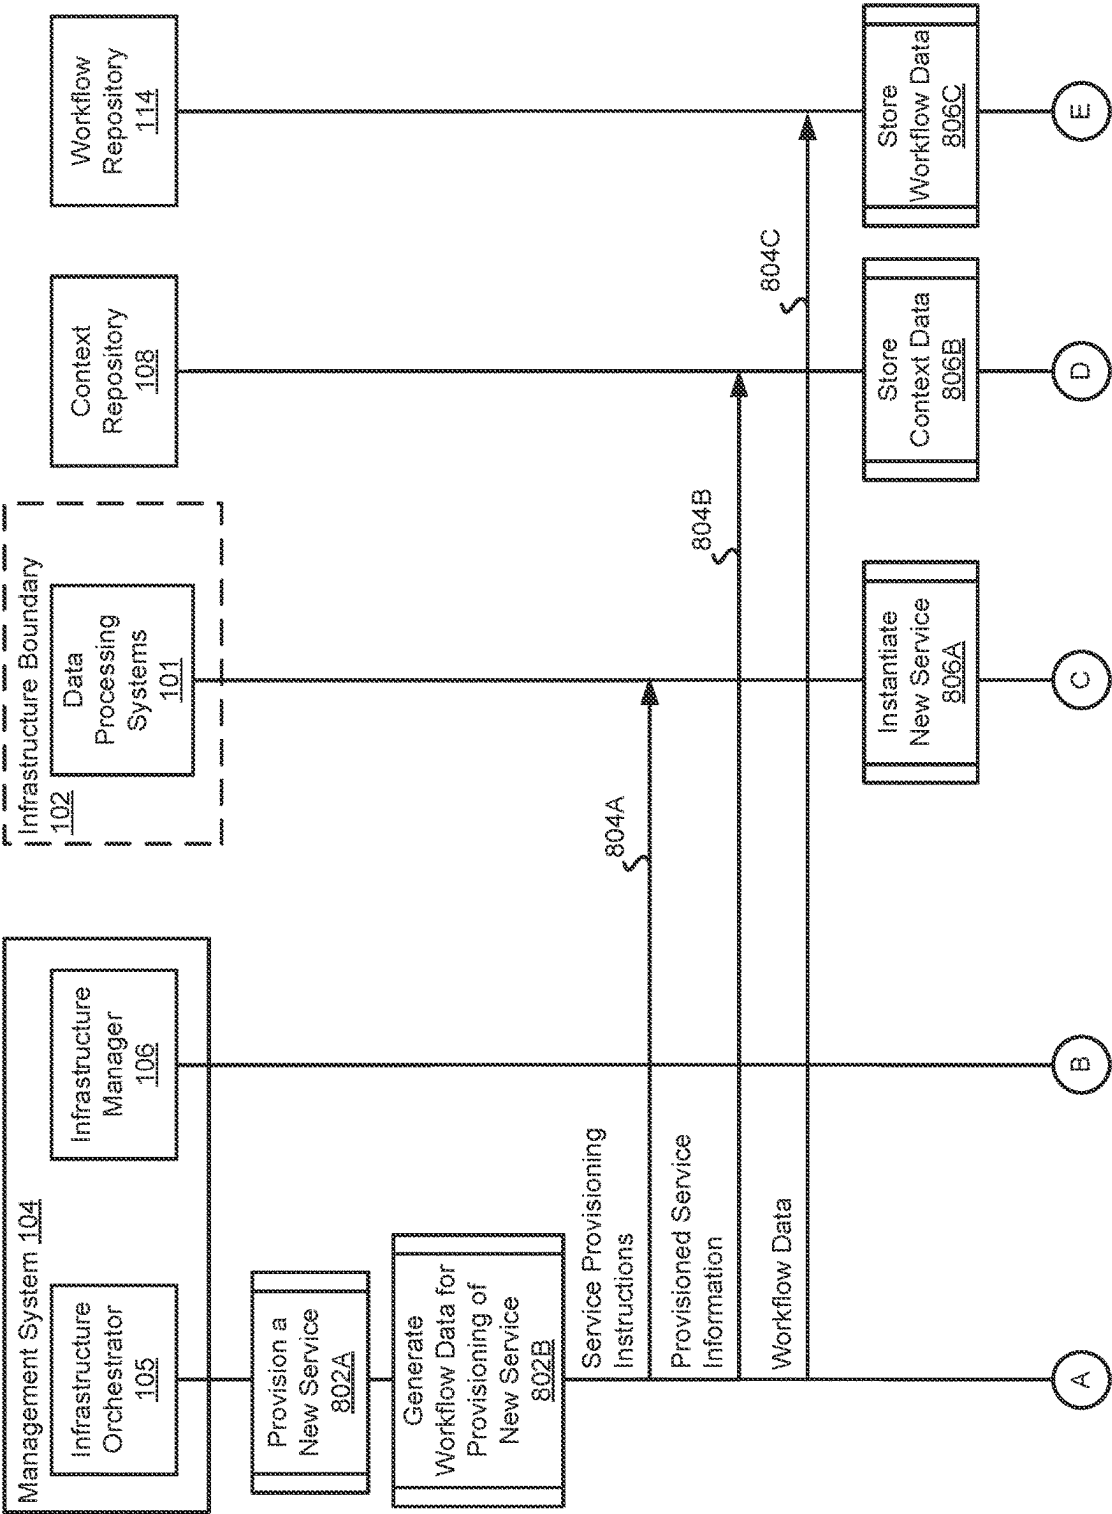 Management System 104
Infrastructure
Orchestrator
105
Infrastructure
Manager
106
Infrastructure Boundary
102
Data
Processing
Systems
101
Context
Repository
108
Workflow
Repository
114
Provision a
New Service
802A
Generate
Workflow Data for
Provisioning of
New Service
802B
Service Provisioning
Instructions
804A
Provisioned Service
Information
804B
Workflow Data
804C
Instantiate
New Service
806A
Store
Context Data
806B
Store
Workflow Data
806C
A
B
C
D
E